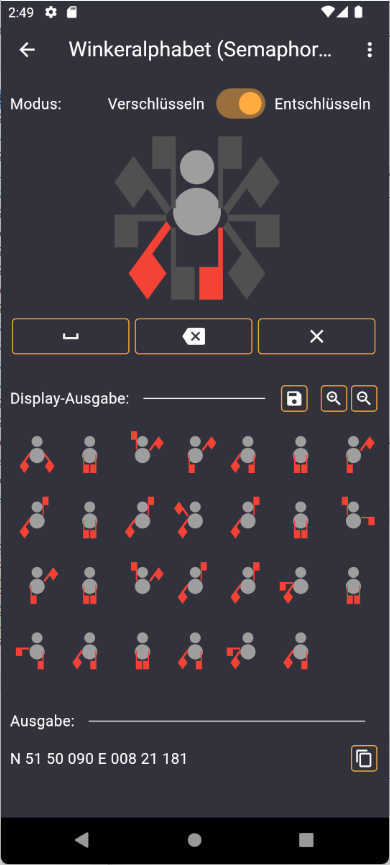 2:49
Winkeralphabet (Semaphor...
Modus: Verschlüsseln Entschlüsseln
Display-Ausgabe:
Ausgabe:
N 51 50 090 E 008 21 181